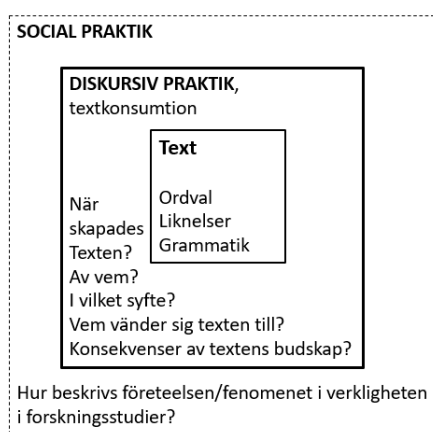 SOCIAL PRAKTIK
DISKURSIV PRAKTIK,
textkonsumtion
Text
Ordval
Liknelser
Grammatik
När
skapades
Texten?
Av vem?
I vilket syfte?
Vem vänder sig texten till?
Konsekvenser av textens budskap?
Hur beskrivs företeelsen/fenomenet i verkligheten
i forskningsstudier?